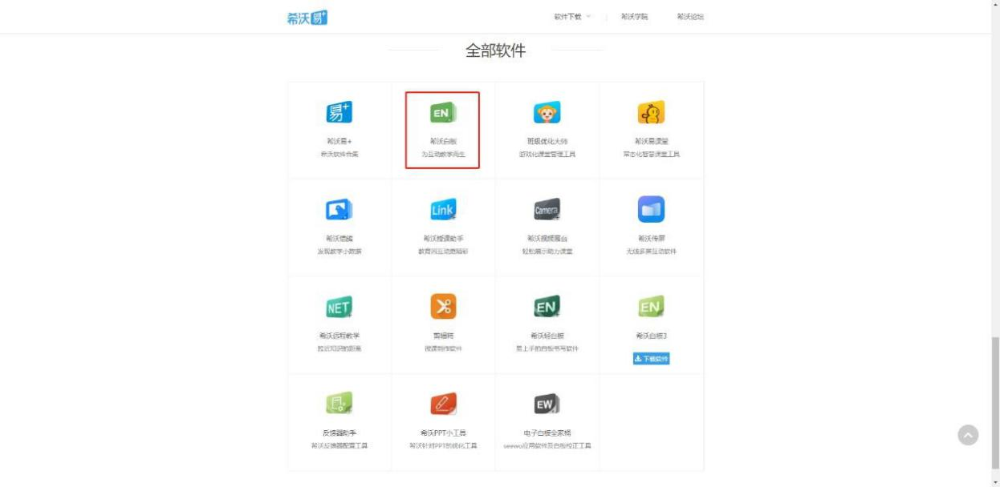 希沃易+
软件下载 希沃学院 希沃论坛
全部软件
易+ EN
希沃易+ 希沃白板 班级优化大师 希沃易课堂
希沃软件合集 为互动教学而生 游戏化课堂管理工具 常态化智慧课堂工具
Link Camera
希沃信鸽 希沃授课助手 希沃视频展台 希沃传屏
发现教学小数据 教育因互动更精彩 轻松展示助力课堂 无线多屏互动软件
NET EN EN
希沃远程教学 剪辑师 希沃轻白板 希沃白板3
拉近知识的距离 微课制作软件 易上手的白板书写软件 下载软件
EW
反馈器助手 希沃PPT小工具 电子白板全家桶
希沃反馈器配置工具 希沃针对PPT的优化工具 seewo应用软件及白板校正工具